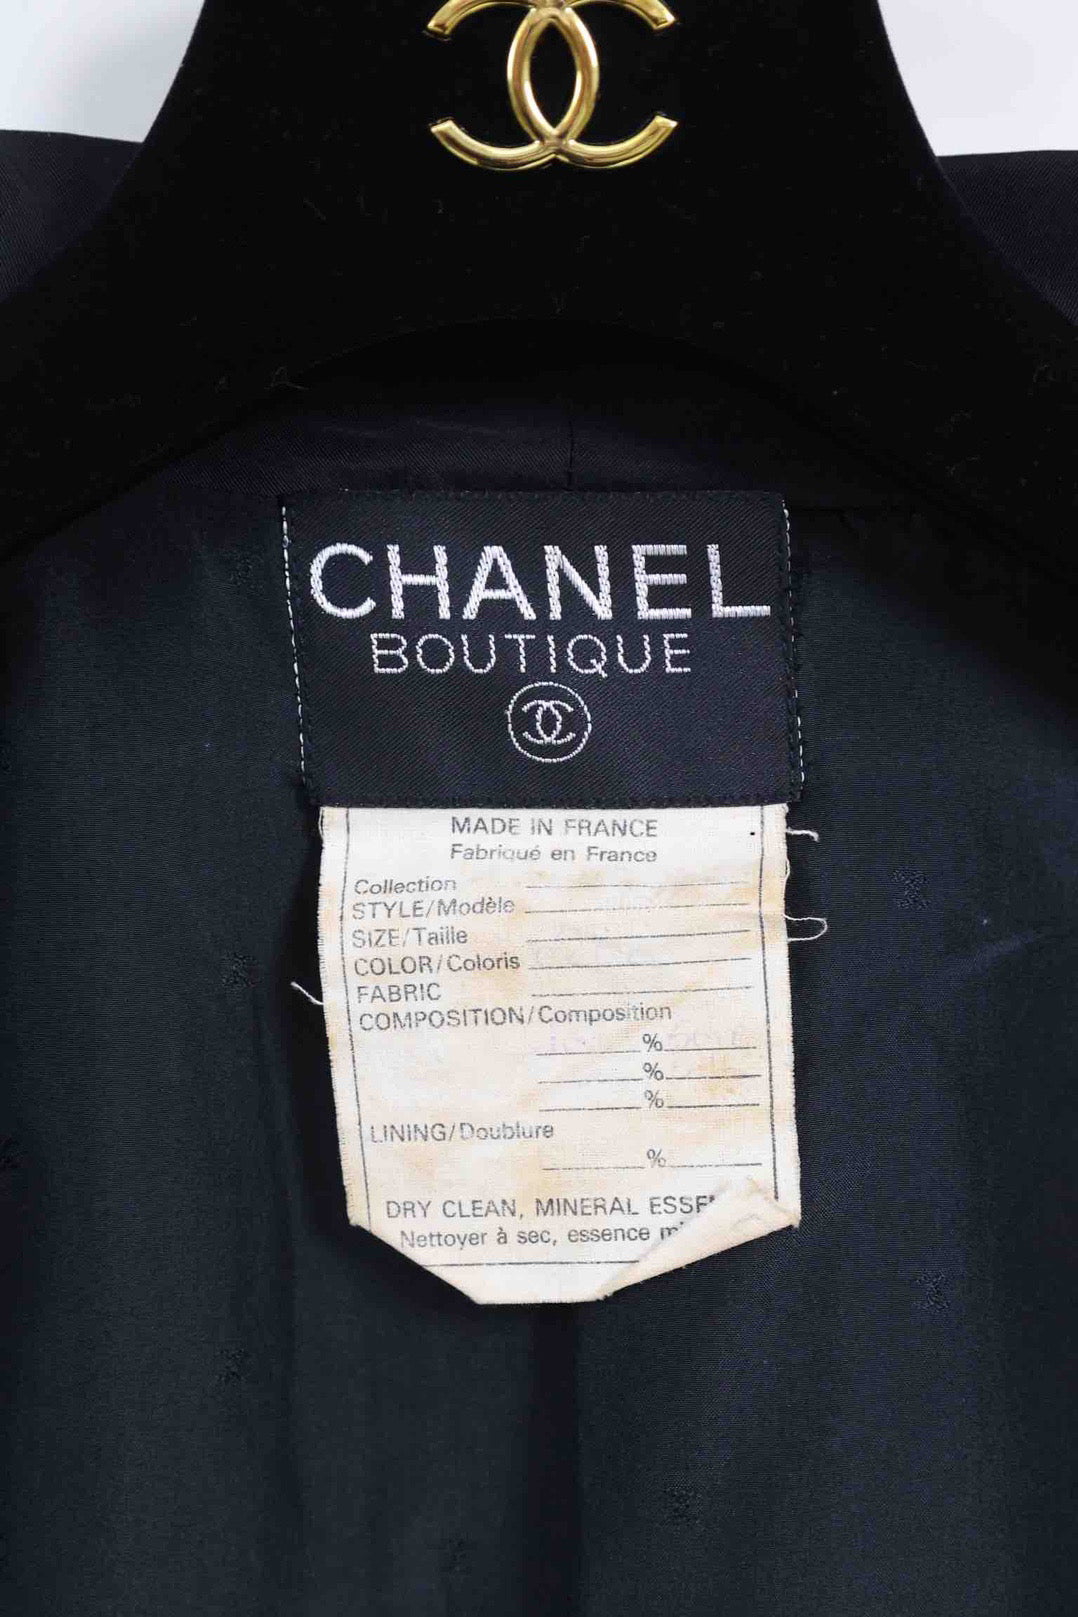 CHANEL
BOUTIQUE
MADE IN FRANCE
Fabriqué en France
Collection
STYLE/Modèle
SIZE/Taille
COLOR/Coloris
FABRIC
COMPOSITION/Composition
%
%
%
LINING/Doublure
%
DRY CLEAN, MINERAL
Nettoyer à sec, essence